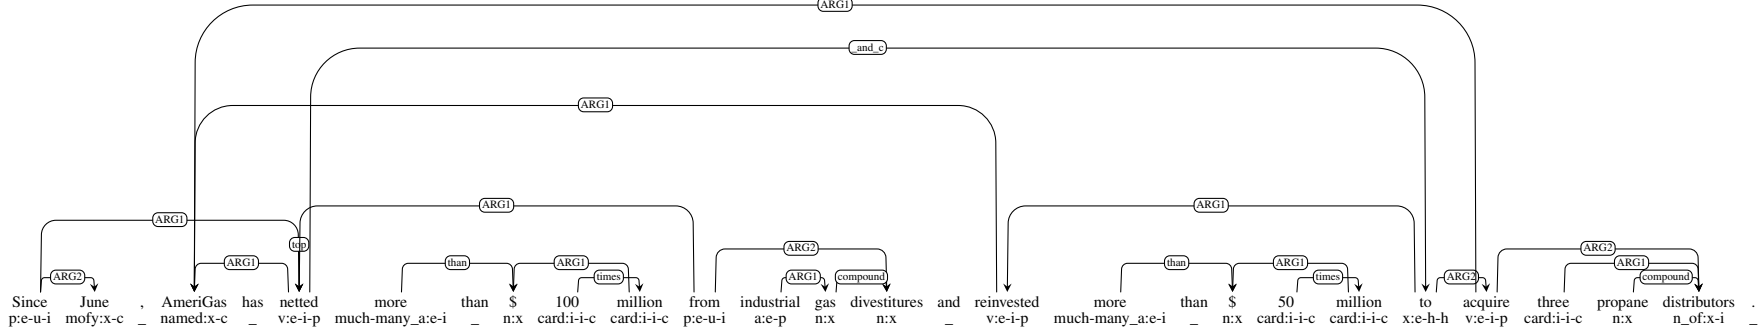 ARG1
_and_c
ARG1
ARG1 ARG1
ARG1
top
ARG2 ARG2
ARG1 than ARG1 than ARG1 ARG1
ARG2 times ARG1 compound times ARG2 compound
Since June , AmeriGas has netted more than $ 100 million from industrial gas divestitures and reinvested more than $ 50 million to acquire three propane distributors .
p:e-u-i mofy:x-c _ named:x-c _ v:e-i-p much-many_a:e-i _ n:x card:i-i-c card:i-i-c p:e-u-i a:e-p n:x n:x _ v:e-i-p much-many_a:e-i _ n:x card:i-i-c card:i-i-c x:e-h-h v:e-i-p card:i-i-c n:x n_of:x-i _